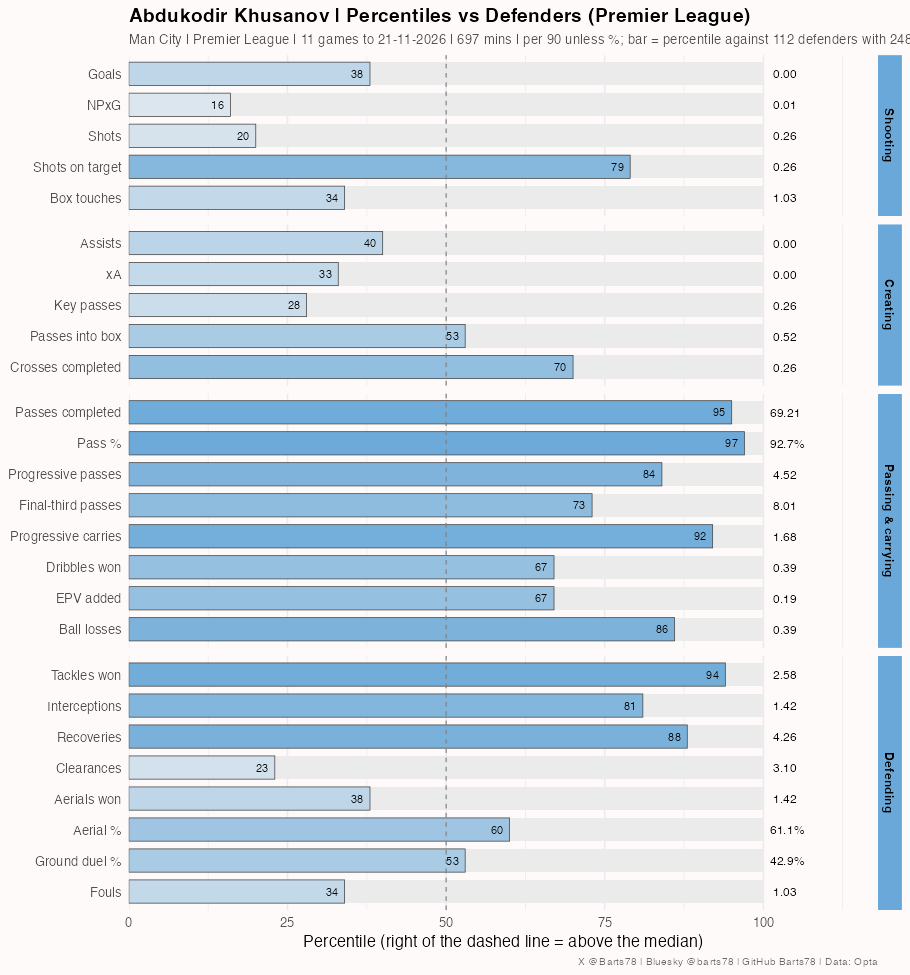 Abdukodir Khusanov | Percentiles vs Defenders (Premier League)
Man City | Premier League | 11 games to 21-11-2026 | 697 mins | per 90 unless %; bar = percentile against 112 defenders with 248
Goals 38 0.00
NPxG 16 0.01
Shots 20 0.26
Shots on target 79 0.26
Box touches 34 1.03
Shooting
Assists 40 0.00
xA 33 0.00
Key passes 28 0.26
Passes into box 53 0.52
Crosses completed 70 0.26
Creating
Passes completed 95 69.21
Pass % 97 92.7%
Progressive passes 84 4.52
Final-third passes 73 8.01
Progressive carries 92 1.68
Dribbles won 67 0.39
EPV added 67 0.19
Ball losses 86 0.39
Passing & carrying
Tackles won 94 2.58
Interceptions 81 1.42
Recoveries 88 4.26
Clearances 23 3.10
Aerials won 38 1.42
Aerial % 60 61.1%
Ground duel % 53 42.9%
Fouls 34 1.03
Defending
0 25 50 75 100
Percentile (right of the dashed line = above the median)
X @Barts78 | Bluesky @barts78 | GitHub Barts78 | Data: Opta